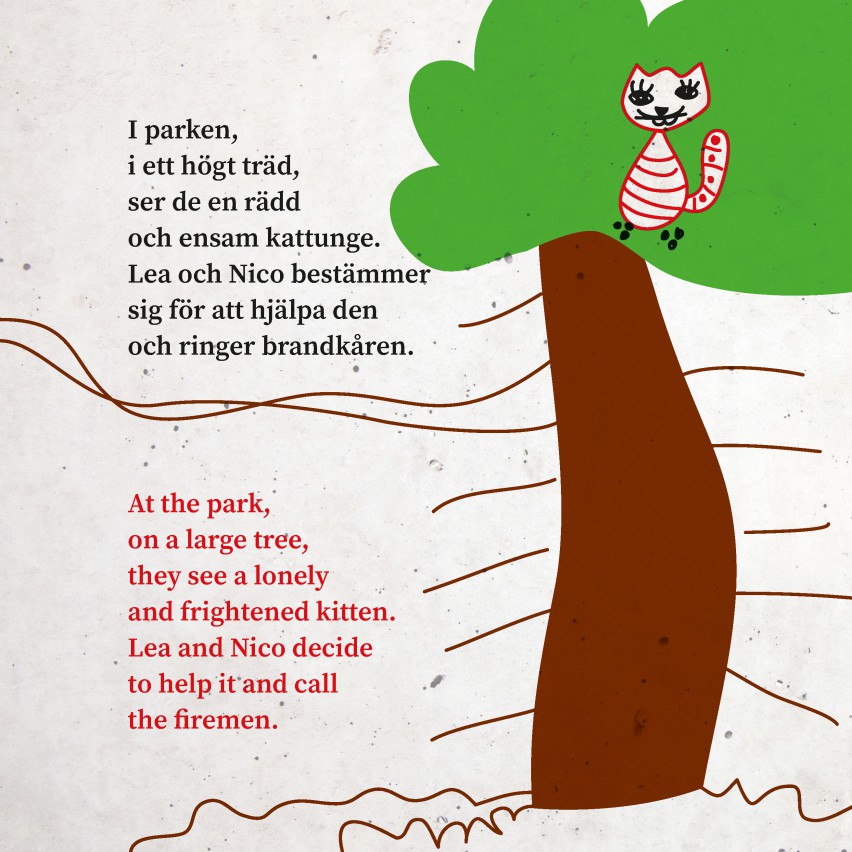 I parken,
i ett högt träd,
ser de en rädd
och ensam kattunge.
Lea och Nico bestämmer
sig för att hjälpa den
och ringer brandkåren.
At the park,
on a large tree,
they see a lonely
and frightened kitten.
Lea and Nico decide
to help it and call
the firemen.